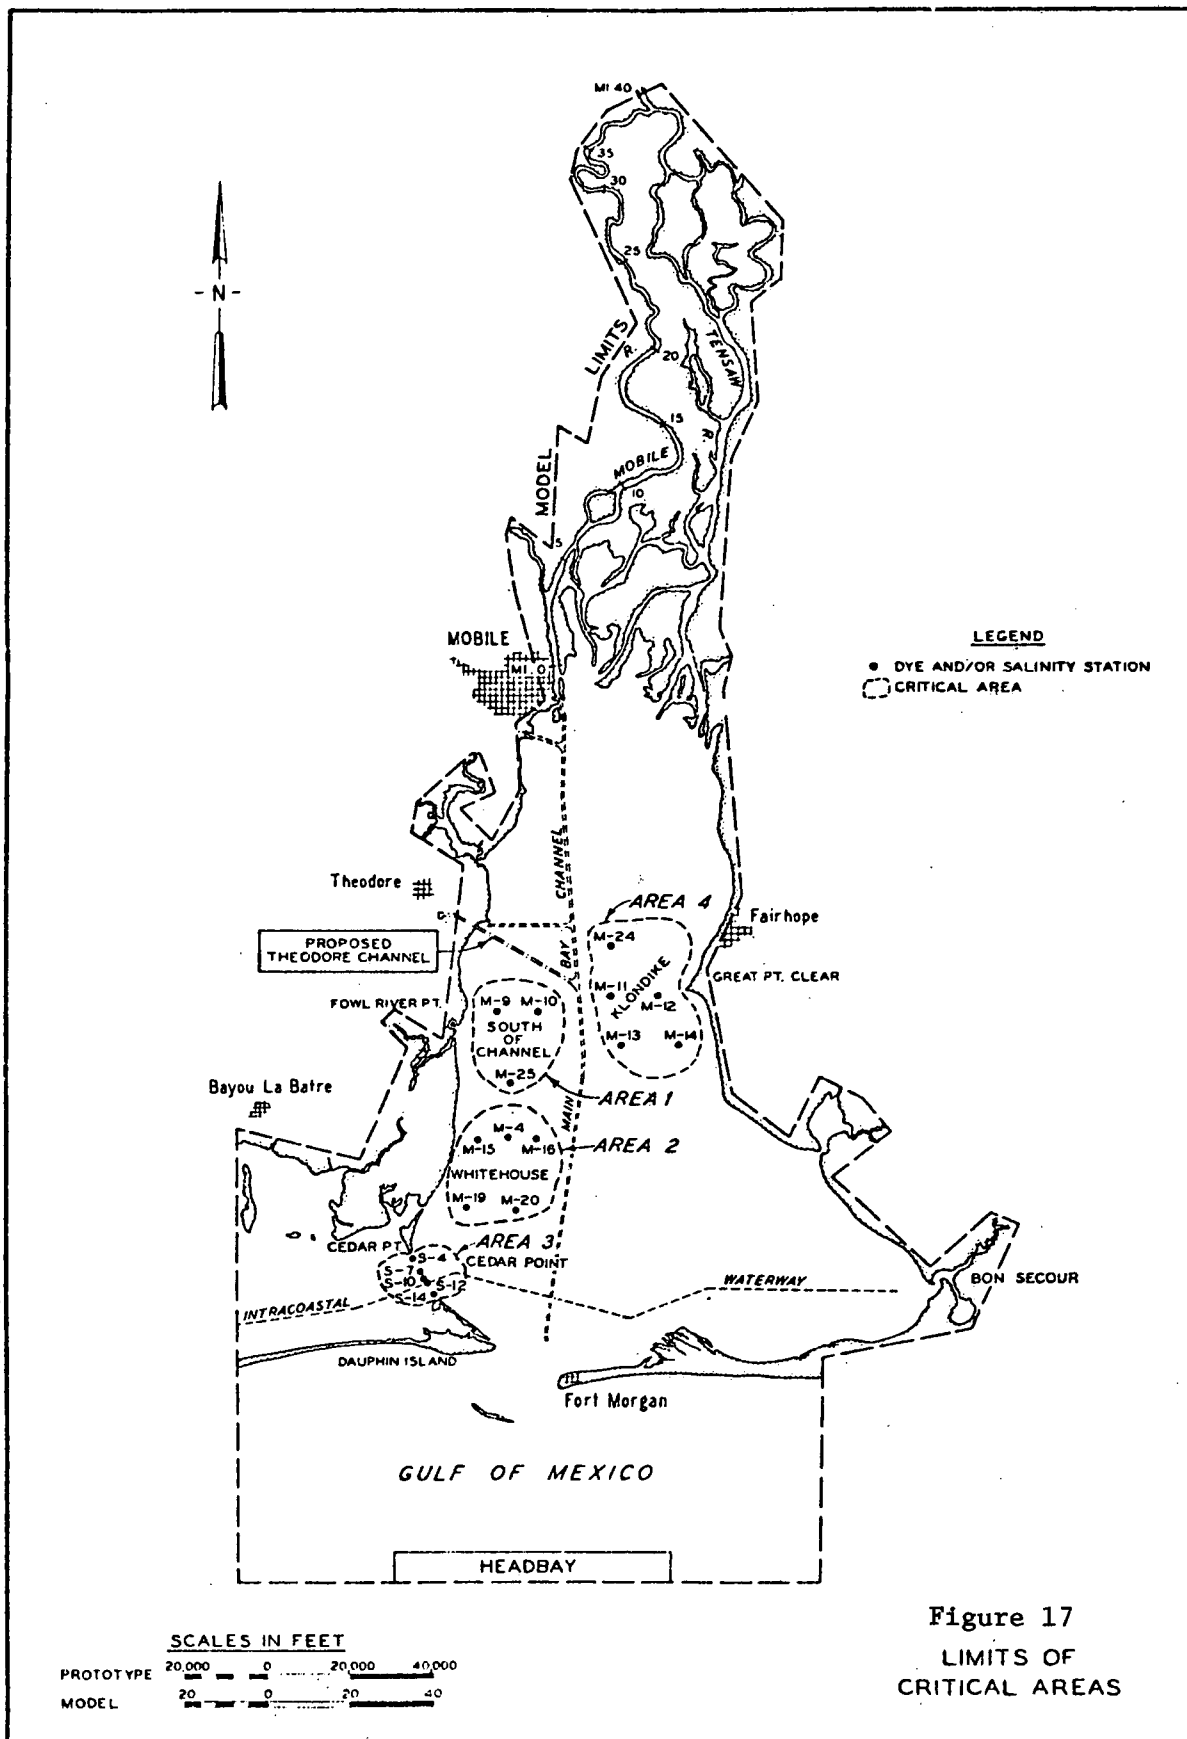 MI 40
35
30
25
- N -
MODEL LIMITS
R.
20
TENSAW
R.
15
MOBILE
10
5
MOBILE
MI. 0
LEGEND
DYE AND/OR SALINITY STATION
CRITICAL AREA
CHANNEL
Theodore
AREA 4
Fairhope
M-24
PROPOSED
THEODORE CHANNEL
BAY
GREAT PT. CLEAR
FOWL RIVER PT.
M-9
M-10
M-11
KLONDIKE
M-12
SOUTH
OF
CHANNEL
M-13
M-14
M-25
Bayou La Batre
AREA 1
MAIN
M-4
M-15
M-16
AREA 2
WHITEHOUSE
M-19
M-20
CEDAR PT.
AREA 3
S-4
CEDAR POINT
S-7
S-10
S-12
S-14
INTRACOASTAL
WATERWAY
BON SECOUR
DAUPHIN ISLAND
Fort Morgan
GULF OF MEXICO
HEADBAY
Figure 17
LIMITS OF
CRITICAL AREAS
SCALES IN FEET
PROTOTYPE 20,000 0 20,000 40,000
MODEL 20 0 20 40